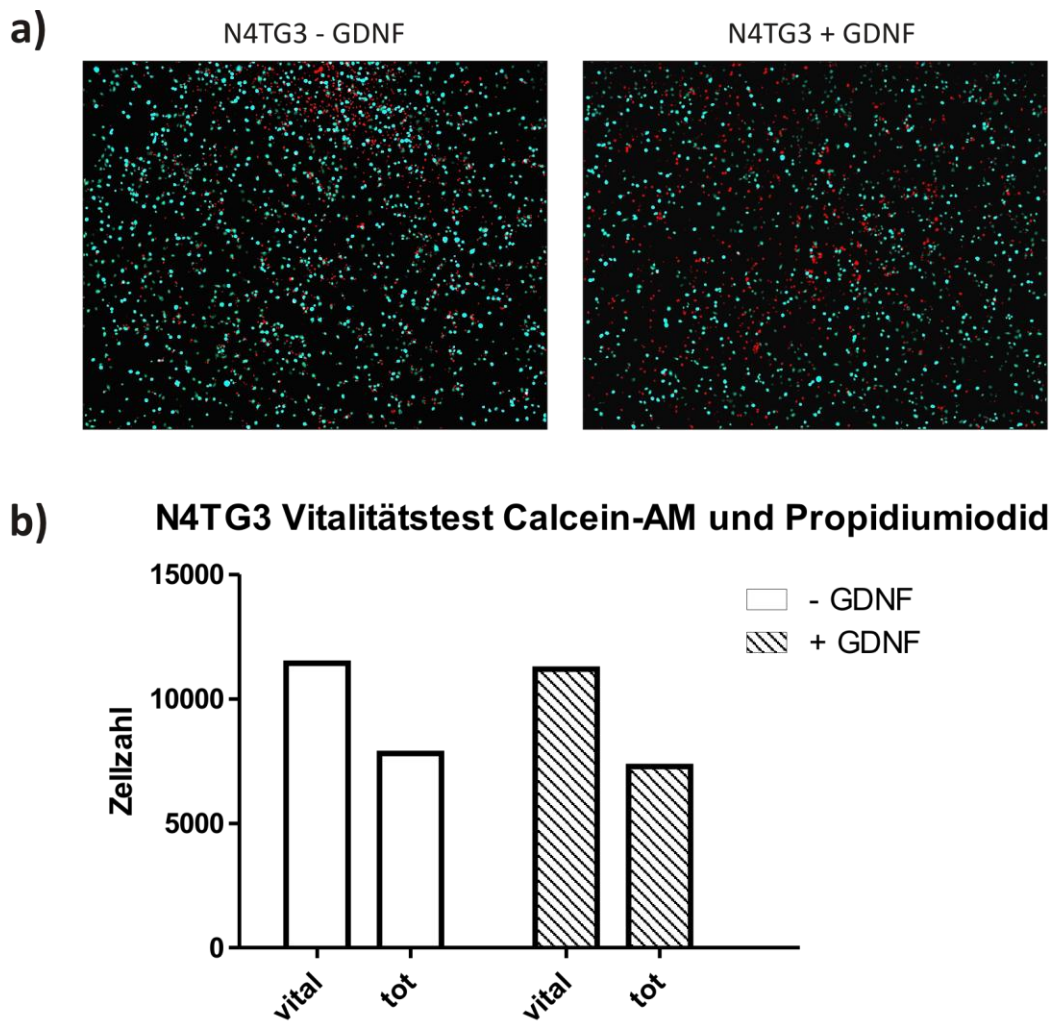 a)
N4TG3 - GDNF
N4TG3 + GDNF
b)
N4TG3 Vitalitätstest Calcein-AM und Propidiumiodid
15000
10000
5000
0
Zellzahl
- GDNF
+ GDNF
vital
tot
vital
tot